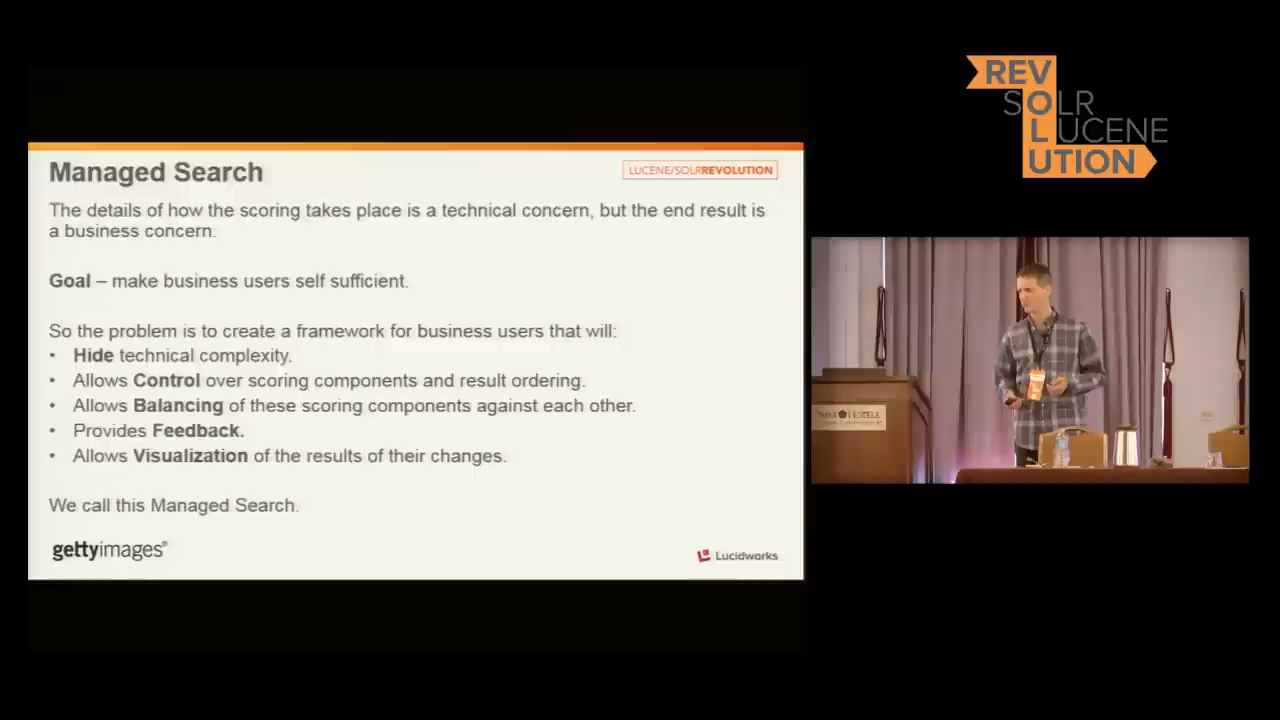 REV
SOLR
LUCENE
UTION
Managed Search
LUCENE/SOLRREVOLUTION
The details of how the scoring takes place is a technical concern, but the end result is
a business concern.
Goal – make business users self sufficient.
So the problem is to create a framework for business users that will:
• Hide technical complexity.
• Allows Control over scoring components and result ordering.
• Allows Balancing of these scoring components against each other.
• Provides Feedback.
• Allows Visualization of the results of their changes.
We call this Managed Search.
gettyimages®
Lucidworks
OMNI HOTELS